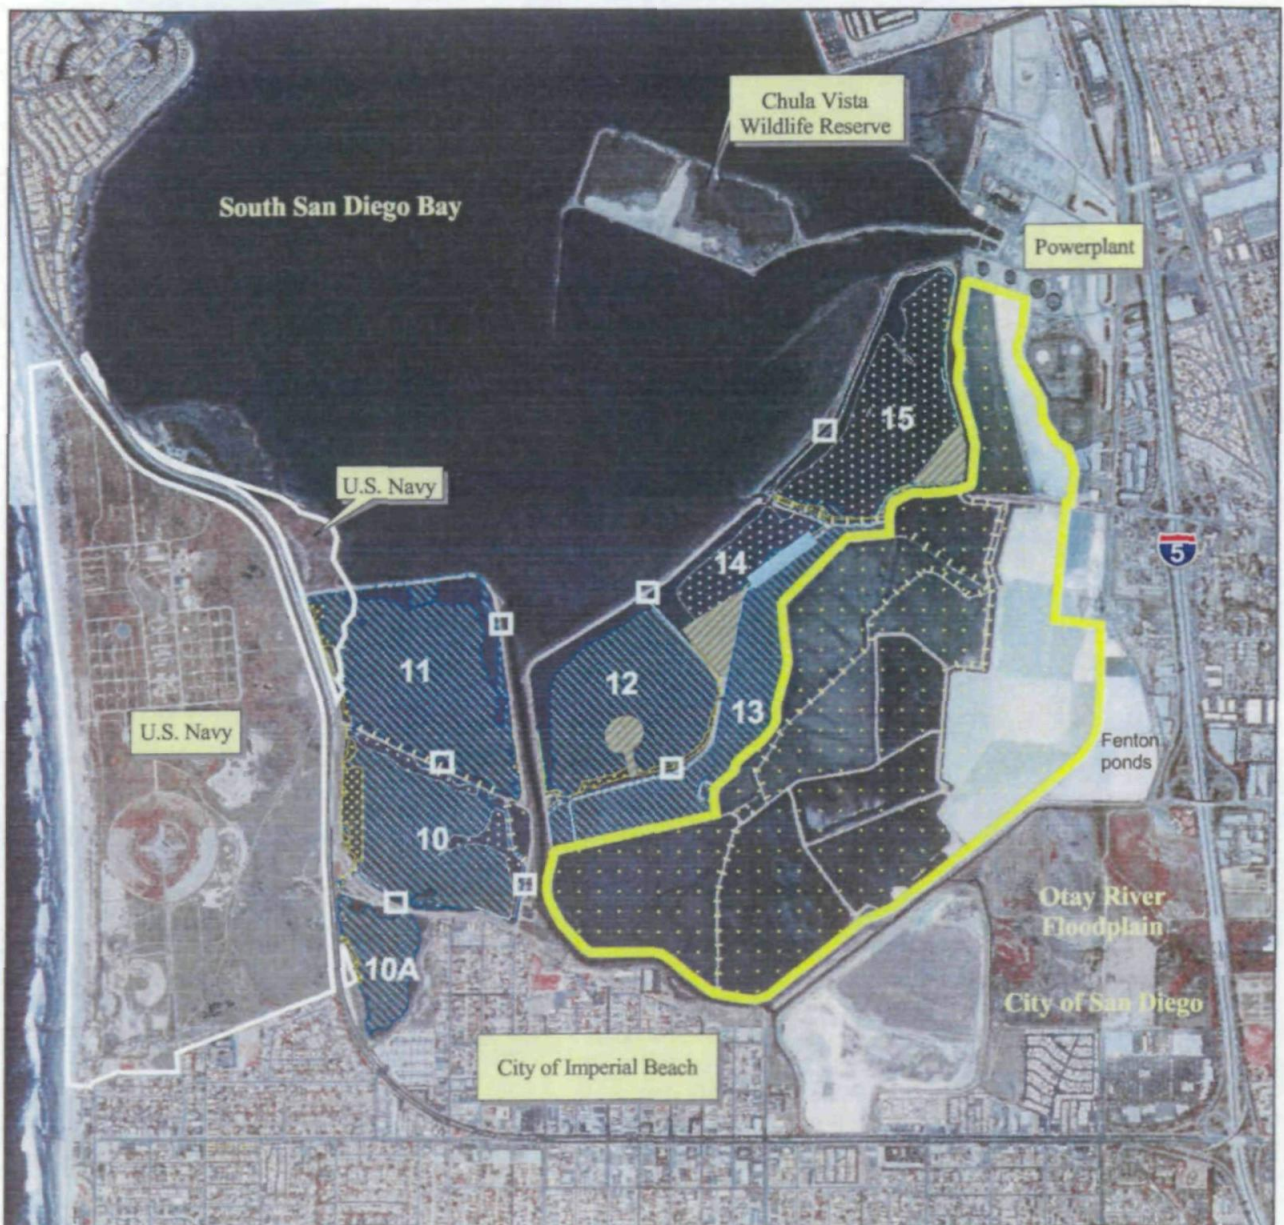 Chula Vista
Wildlife Reserve
South San Diego Bay
Powerplant
15
U.S. Navy
5
14
11
12
13
U.S. Navy
Fenton
ponds
10
Otay River
Floodplain
10A
City of San Diego
City of Imperial Beach